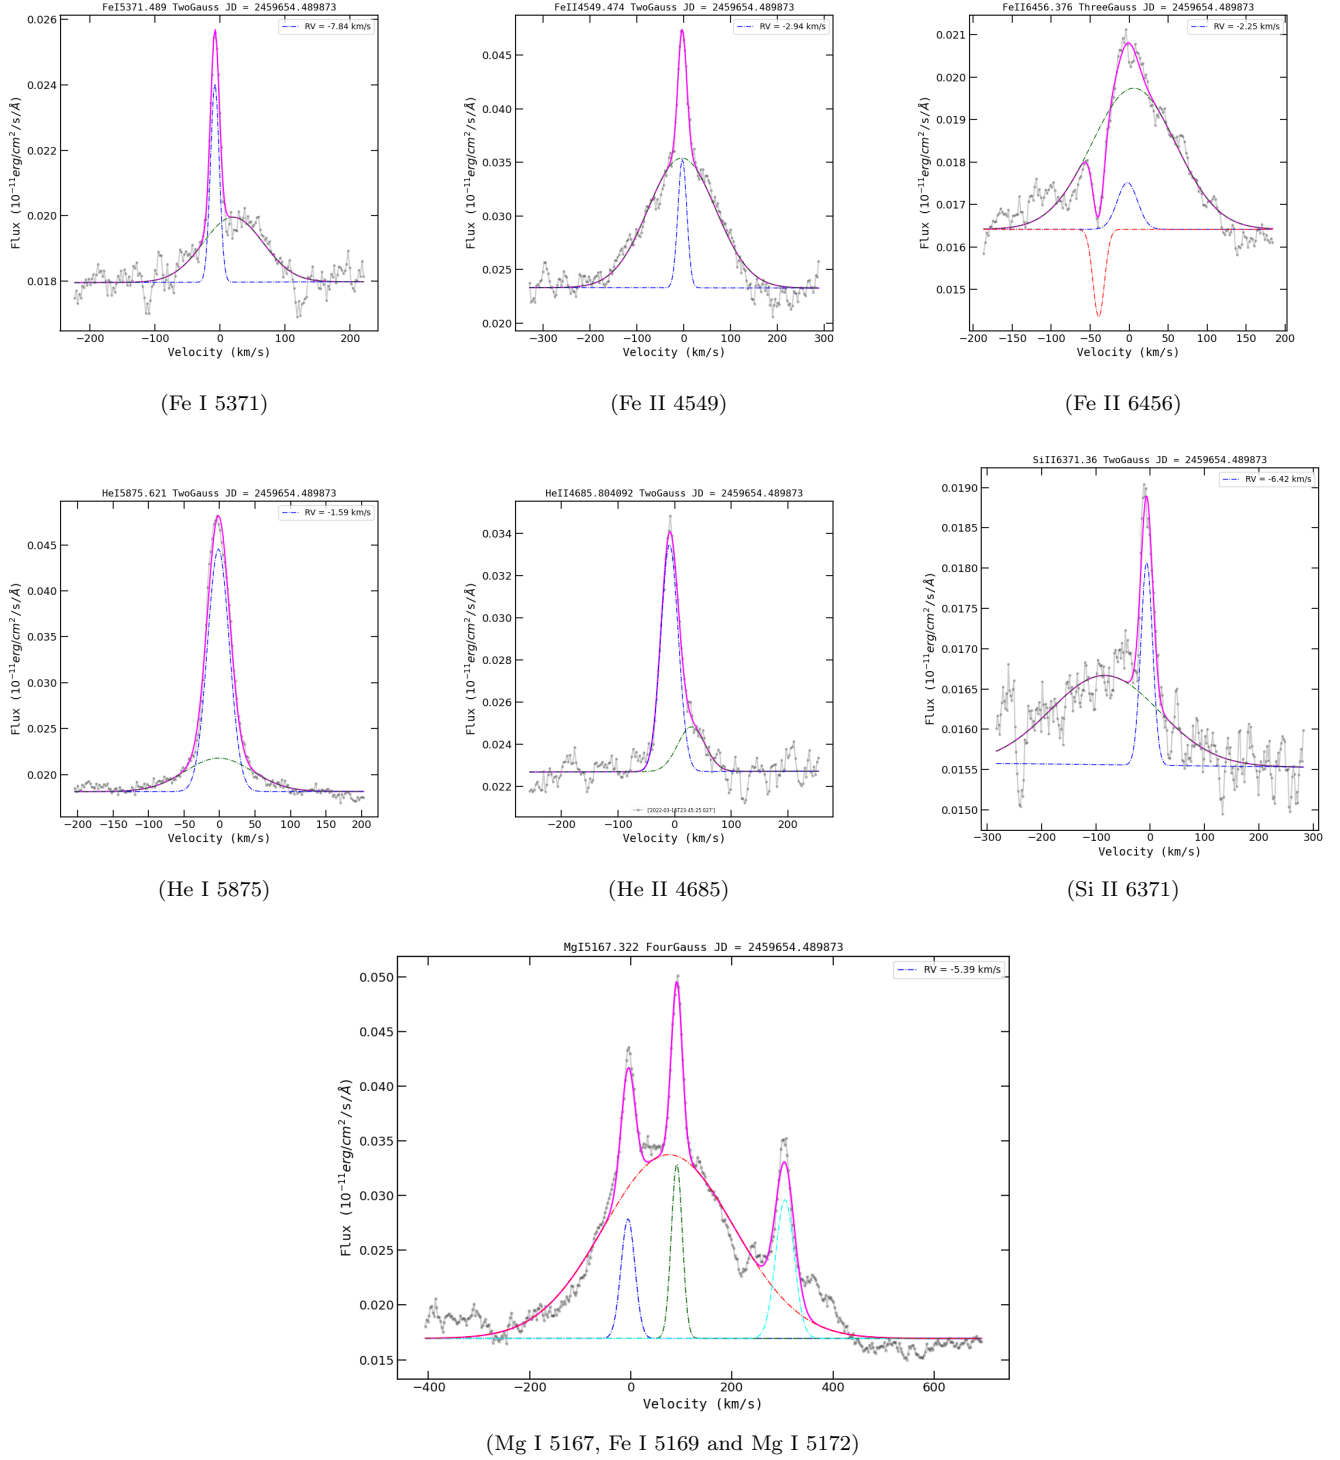 FeI5371.489 TwoGauss JD = 2459654.489873
RV = -7.84 km/s
Flux (10⁻¹¹erg/cm²/s/Å)
0.026
0.024
0.022
0.020
0.018
−200 −100 0 100 200
Velocity (km/s)
(Fe I 5371)
FeII4549.474 TwoGauss JD = 2459654.489873
RV = -2.94 km/s
Flux (10⁻¹¹erg/cm²/s/Å)
0.045
0.040
0.035
0.030
0.025
0.020
−300 −200 −100 0 100 200 300
Velocity (km/s)
(Fe II 4549)
FeII6456.376 ThreeGauss JD = 2459654.489873
RV = -2.25 km/s
Flux (10⁻¹¹erg/cm²/s/Å)
0.021
0.020
0.019
0.018
0.017
0.016
0.015
−200 −150 −100 −50 0 50 100 150 200
Velocity (km/s)
(Fe II 6456)
HeI5875.621 TwoGauss JD = 2459654.489873
RV = -1.59 km/s
Flux (10⁻¹¹erg/cm²/s/Å)
0.045
0.040
0.035
0.030
0.025
0.020
−200 −150 −100 −50 0 50 100 150 200
Velocity (km/s)
(He I 5875)
HeII4685.804092 TwoGauss JD = 2459654.489873
Flux (10⁻¹¹erg/cm²/s/Å)
0.034
0.032
0.030
0.028
0.026
0.024
0.022
−200 −100 0 100 200
Velocity (km/s)
(He II 4685)
SiII6371.36 TwoGauss JD = 2459654.489873
RV = -6.42 km/s
Flux (10⁻¹¹erg/cm²/s/Å)
0.0190
0.0185
0.0180
0.0175
0.0170
0.0165
0.0160
0.0155
0.0150
−300 −200 −100 0 100 200 300
Velocity (km/s)
(Si II 6371)
MgI5167.322 FourGauss JD = 2459654.489873
RV = -5.39 km/s
Flux (10⁻¹¹erg/cm²/s/Å)
0.050
0.045
0.040
0.035
0.030
0.025
0.020
0.015
−400 −200 0 200 400 600
Velocity (km/s)
(Mg I 5167, Fe I 5169 and Mg I 5172)